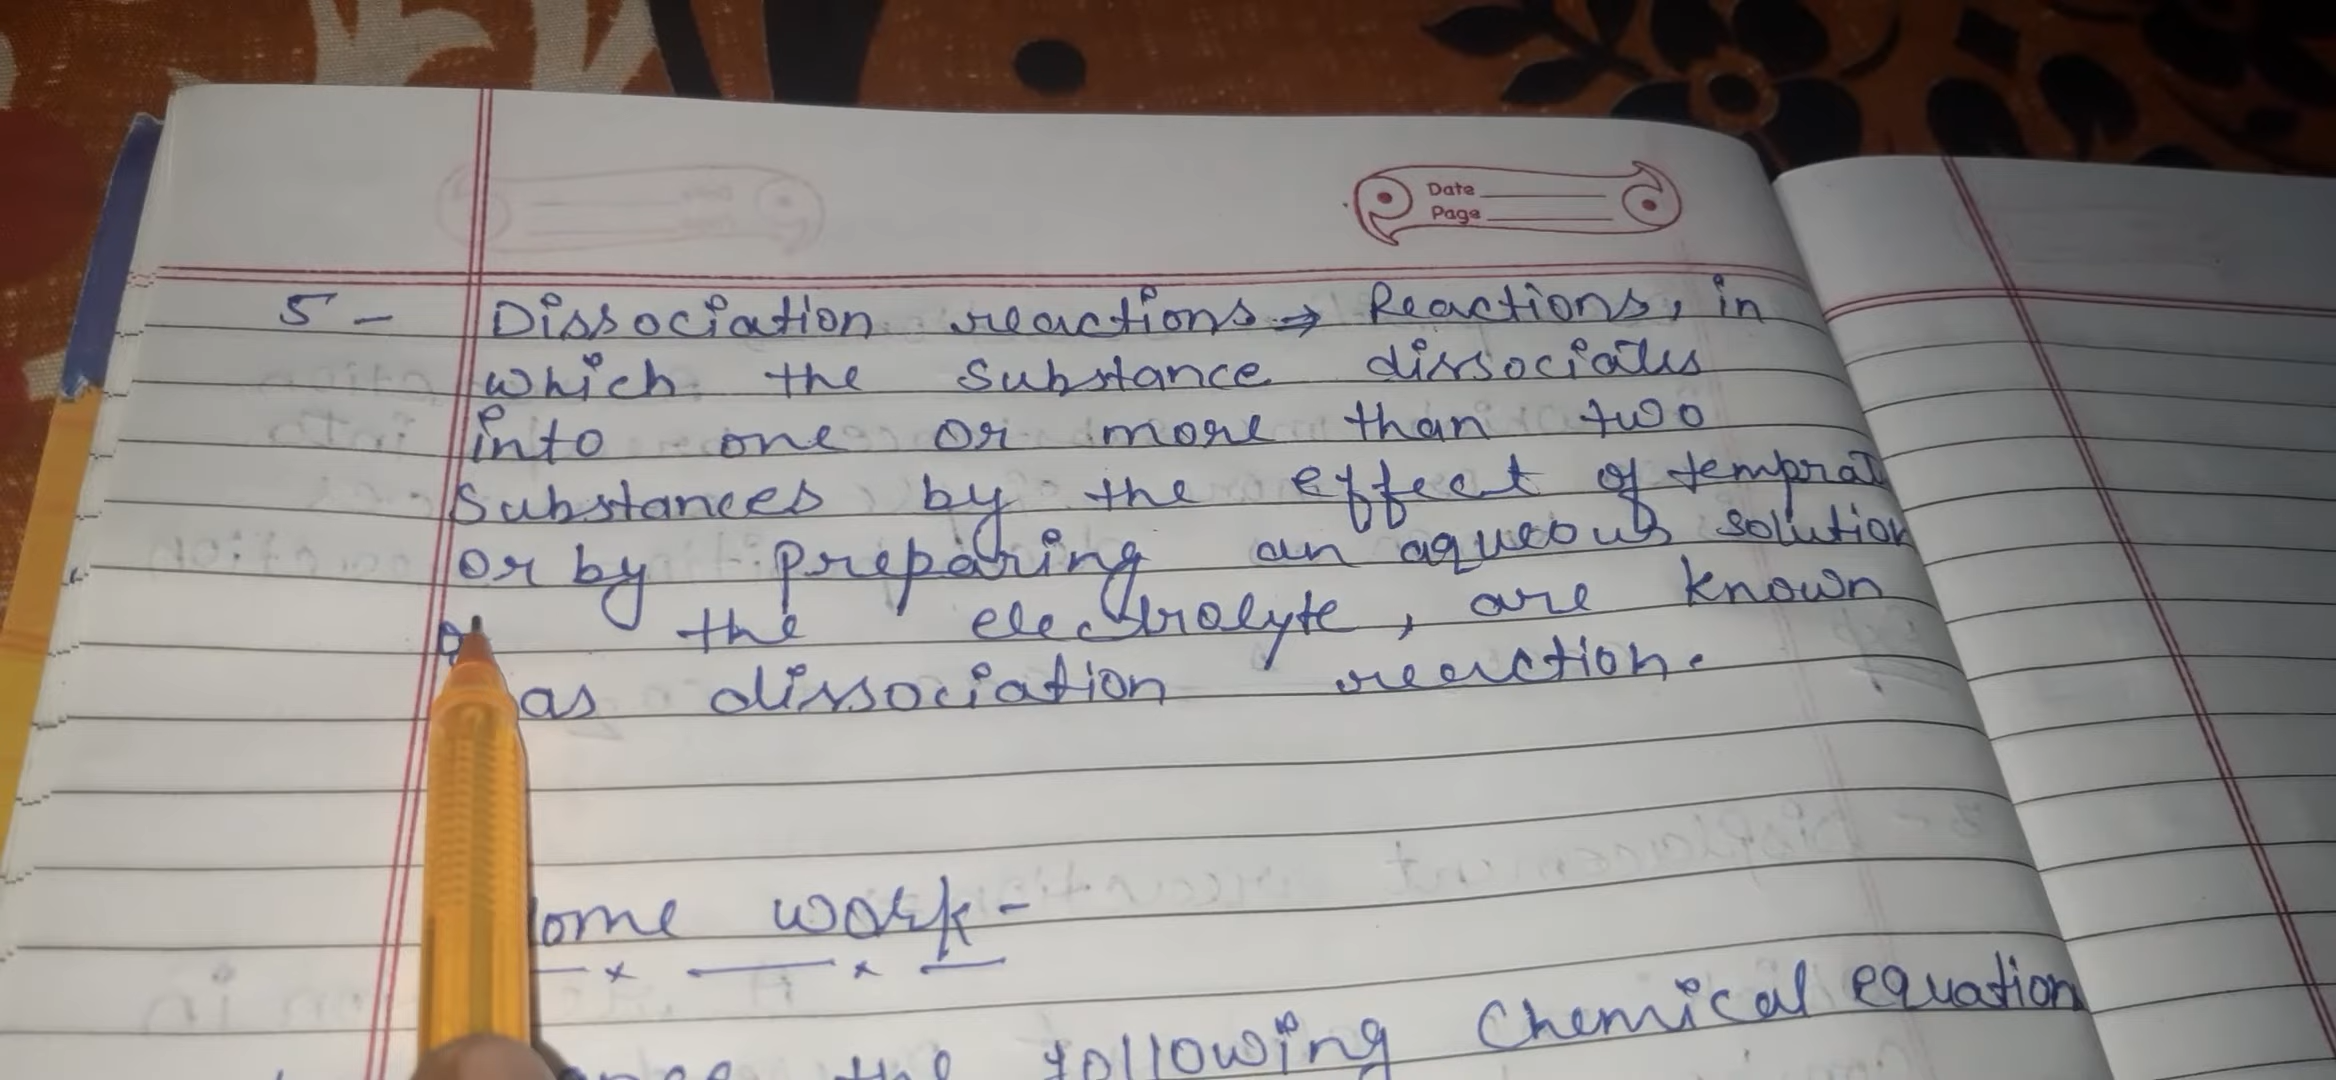 Date
Page
5- Dissociation reactions → Reactions, in
which the substance dissociates
into one or more than two
substances by the effect of temprat
or by preparing an aqueous solution
the electrolyte, are known
as dissociation reaction.
ome work-
the following chemical equation